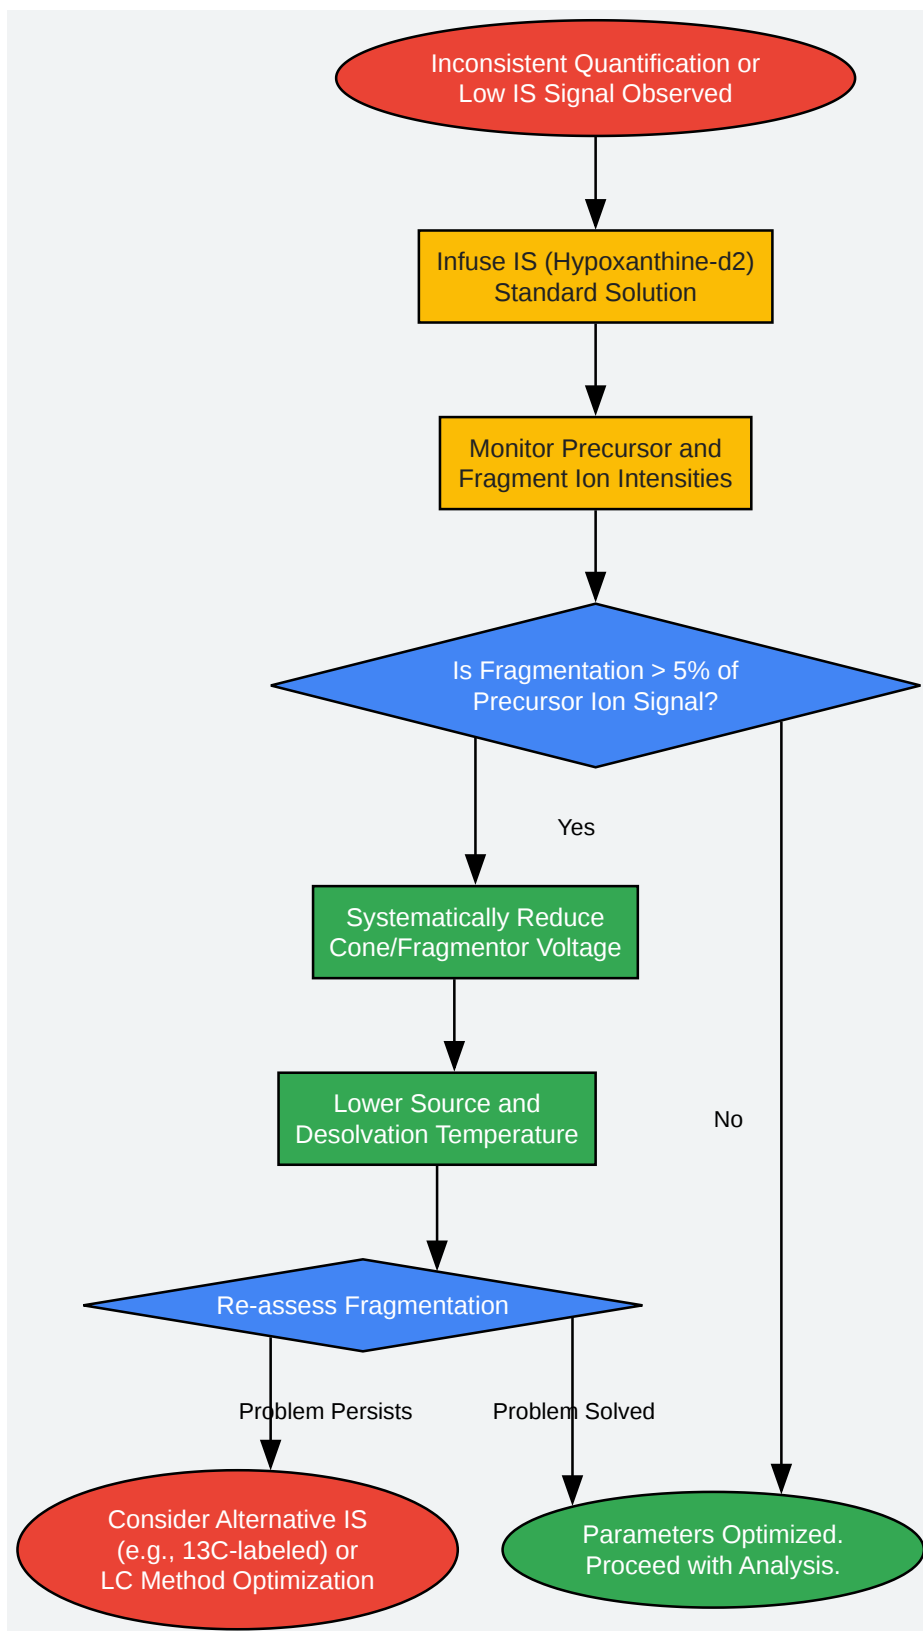 Inconsistent Quantification or
Low IS Signal Observed
Infuse IS (Hypoxanthine-d2)
Standard Solution
Monitor Precursor and
Fragment Ion Intensities
Is Fragmentation > 5% of
Precursor Ion Signal?
Yes
Systematically Reduce
Cone/Fragmentor Voltage
Lower Source and
Desolvation Temperature
No
Re-assess Fragmentation
Problem Persists
Problem Solved
Consider Alternative IS
(e.g., 13C-labeled) or
LC Method Optimization
Parameters Optimized.
Proceed with Analysis.